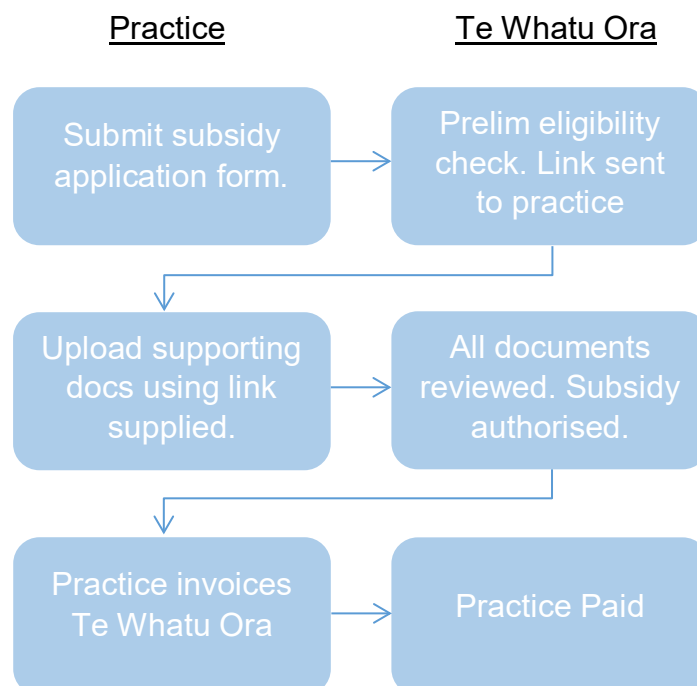 Practice
Te Whatu Ora
Submit subsidy
application form.
Prelim eligibility
check. Link sent
to practice
Upload supporting
docs using link
supplied.
All documents
reviewed. Subsidy
authorised.
Practice invoices
Te Whatu Ora
Practice Paid